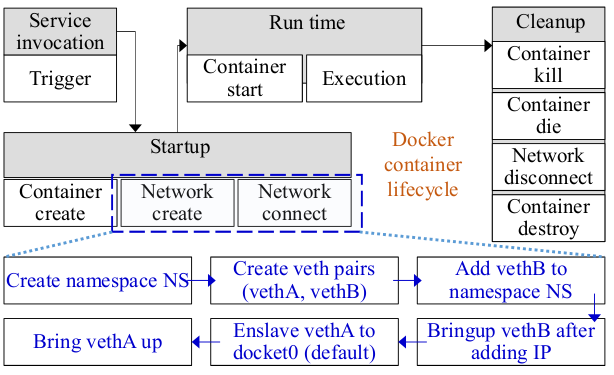 Service
invocation
Trigger
Run time
Container
start
Execution
Cleanup
Container
kill
Container
die
Network
disconnect
Container
destroy
Startup
Container
create
Network
create
Network
connect
Docker
container
lifecycle
Create namespace NS
Create veth pairs
(vethA, vethB)
Add vethB to
namespace NS
Bring vethA up
Enslave vethA to
docket0 (default)
Bringup vethB after
adding IP